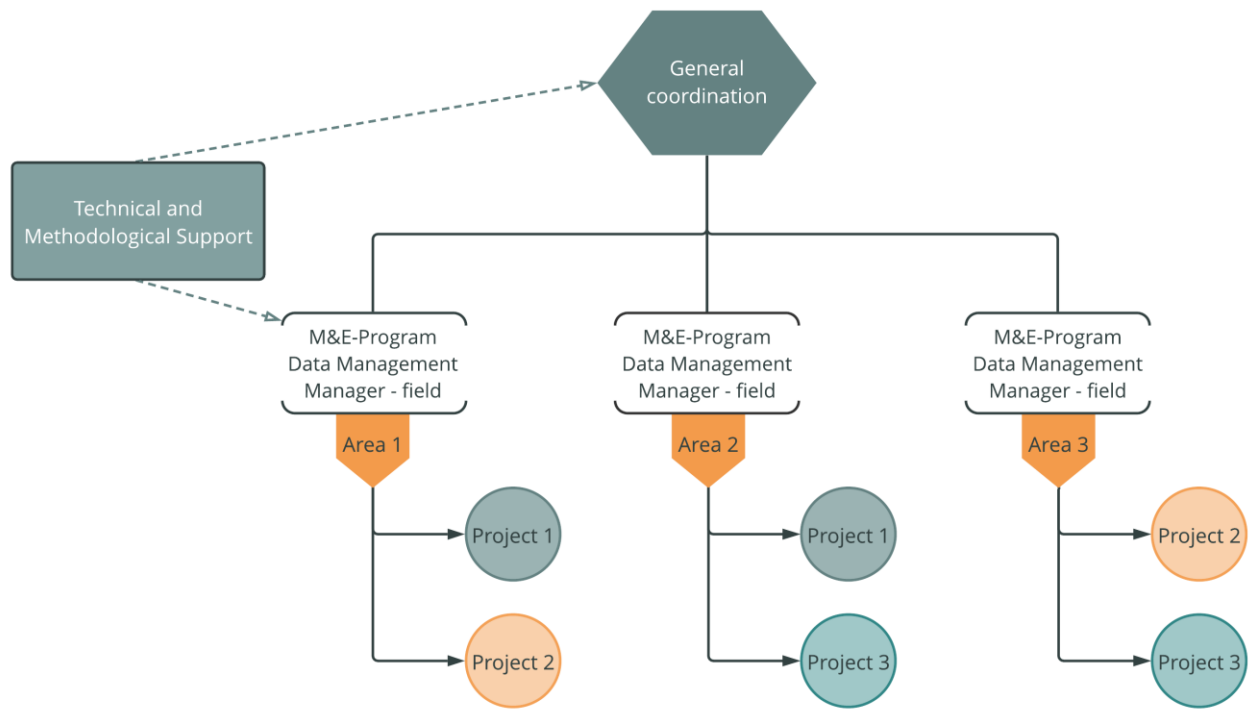 General
coordination
Technical and
Methodological Support
M&E-Program
Data Management
Manager - field
M&E-Program
Data Management
Manager - field
M&E-Program
Data Management
Manager - field
Area 1
Area 2
Area 3
Project 1
Project 1
Project 2
Project 2
Project 3
Project 3